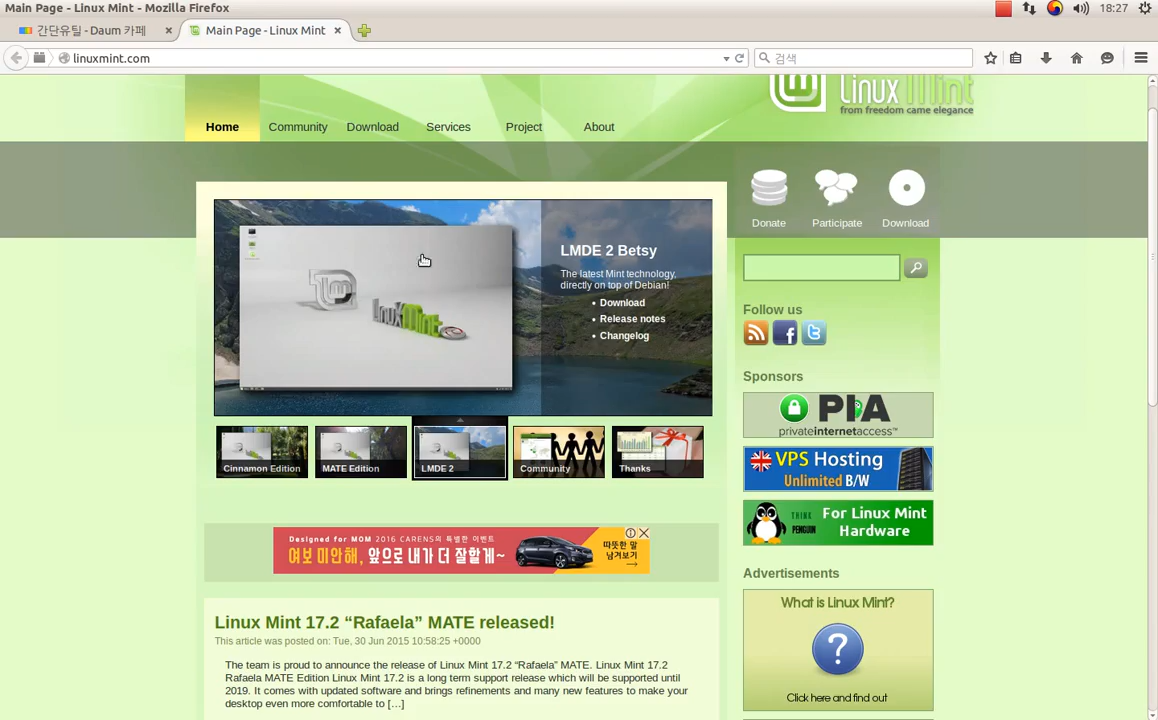 Main Page - Linux Mint - Mozilla Firefox
18:27
간단유틸 - Daum 카페
Main Page - Linux Mint
linuxmint.com
검색
Linux Mint
from freedom came elegance
Home
Community
Download
Services
Project
About
Donate
Participate
Download
LMDE 2 Betsy
The latest Mint technology,
directly on top of Debian!
• Download
• Release notes
• Changelog
Linux Mint
Cinnamon Edition
MATE Edition
LMDE 2
Community
Thanks
Follow us
Sponsors
PIA
privateinternetaccess™
VPS Hosting
Unlimited B/W
THINK
PENGUIN
For Linux Mint
Hardware
Designed for MOM 2016 CARENS의 특별한 이벤트
여보 미안해, 앞으로 내가 더 잘할게~
따뜻한 말
남겨보기
Advertisements
What is Linux Mint?
?
Click here and find out
Linux Mint 17.2 “Rafaela” MATE released!
This article was posted on: Tue, 30 Jun 2015 10:58:25 +0000
The team is proud to announce the release of Linux Mint 17.2 “Rafaela” MATE. Linux Mint 17.2
Rafaela MATE Edition Linux Mint 17.2 is a long term support release which will be supported until
2019. It comes with updated software and brings refinements and many new features to make your
desktop even more comfortable to […]